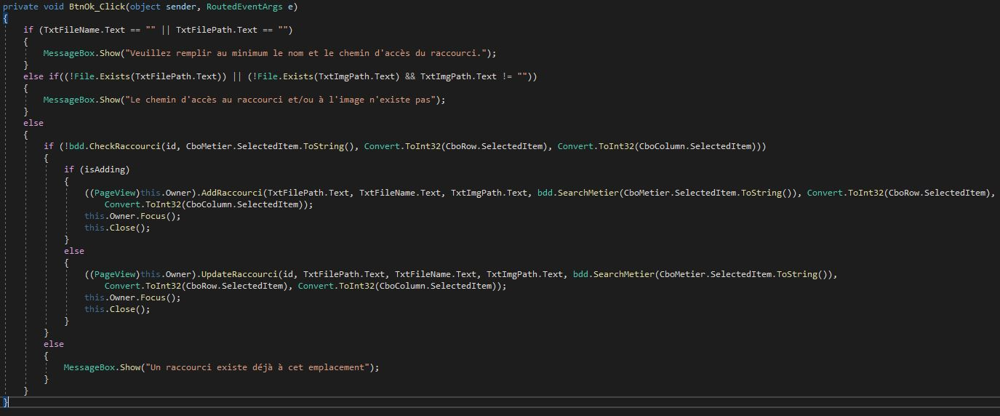 private void BtnOk_Click(object sender, RoutedEventArgs e)
{
    if (TxtFileName.Text == "" || TxtFilePath.Text == "")
    {
        MessageBox.Show("Veuillez remplir au minimum le nom et le chemin d'accès du raccourci.");
    }
    else if((!File.Exists(TxtFilePath.Text)) || (!File.Exists(TxtImgPath.Text) && TxtImgPath.Text != ""))
    {
        MessageBox.Show("Le chemin d'accès au raccourci et/ou à l'image n'existe pas");
    }
    else
    {
        if (!bdd.CheckRaccourci(id, CboMetier.SelectedItem.ToString(), Convert.ToInt32(CboRow.SelectedItem), Convert.ToInt32(CboColumn.SelectedItem)))
        {
            if (isAdding)
            {
                ((PageView)this.Owner).AddRaccourci(TxtFilePath.Text, TxtFileName.Text, TxtImgPath.Text, bdd.SearchMetier(CboMetier.SelectedItem.ToString()), Convert.ToInt32(CboRow.SelectedItem),
                    Convert.ToInt32(CboColumn.SelectedItem));
                this.Owner.Focus();
                this.Close();
            }
            else
            {
                ((PageView)this.Owner).UpdateRaccourci(id, TxtFilePath.Text, TxtFileName.Text, TxtImgPath.Text, bdd.SearchMetier(CboMetier.SelectedItem.ToString()),
                    Convert.ToInt32(CboRow.SelectedItem), Convert.ToInt32(CboColumn.SelectedItem));
                this.Owner.Focus();
                this.Close();
            }
        }
        else
        {
            MessageBox.Show("Un raccourci existe déjà à cet emplacement");
        }
    }
}